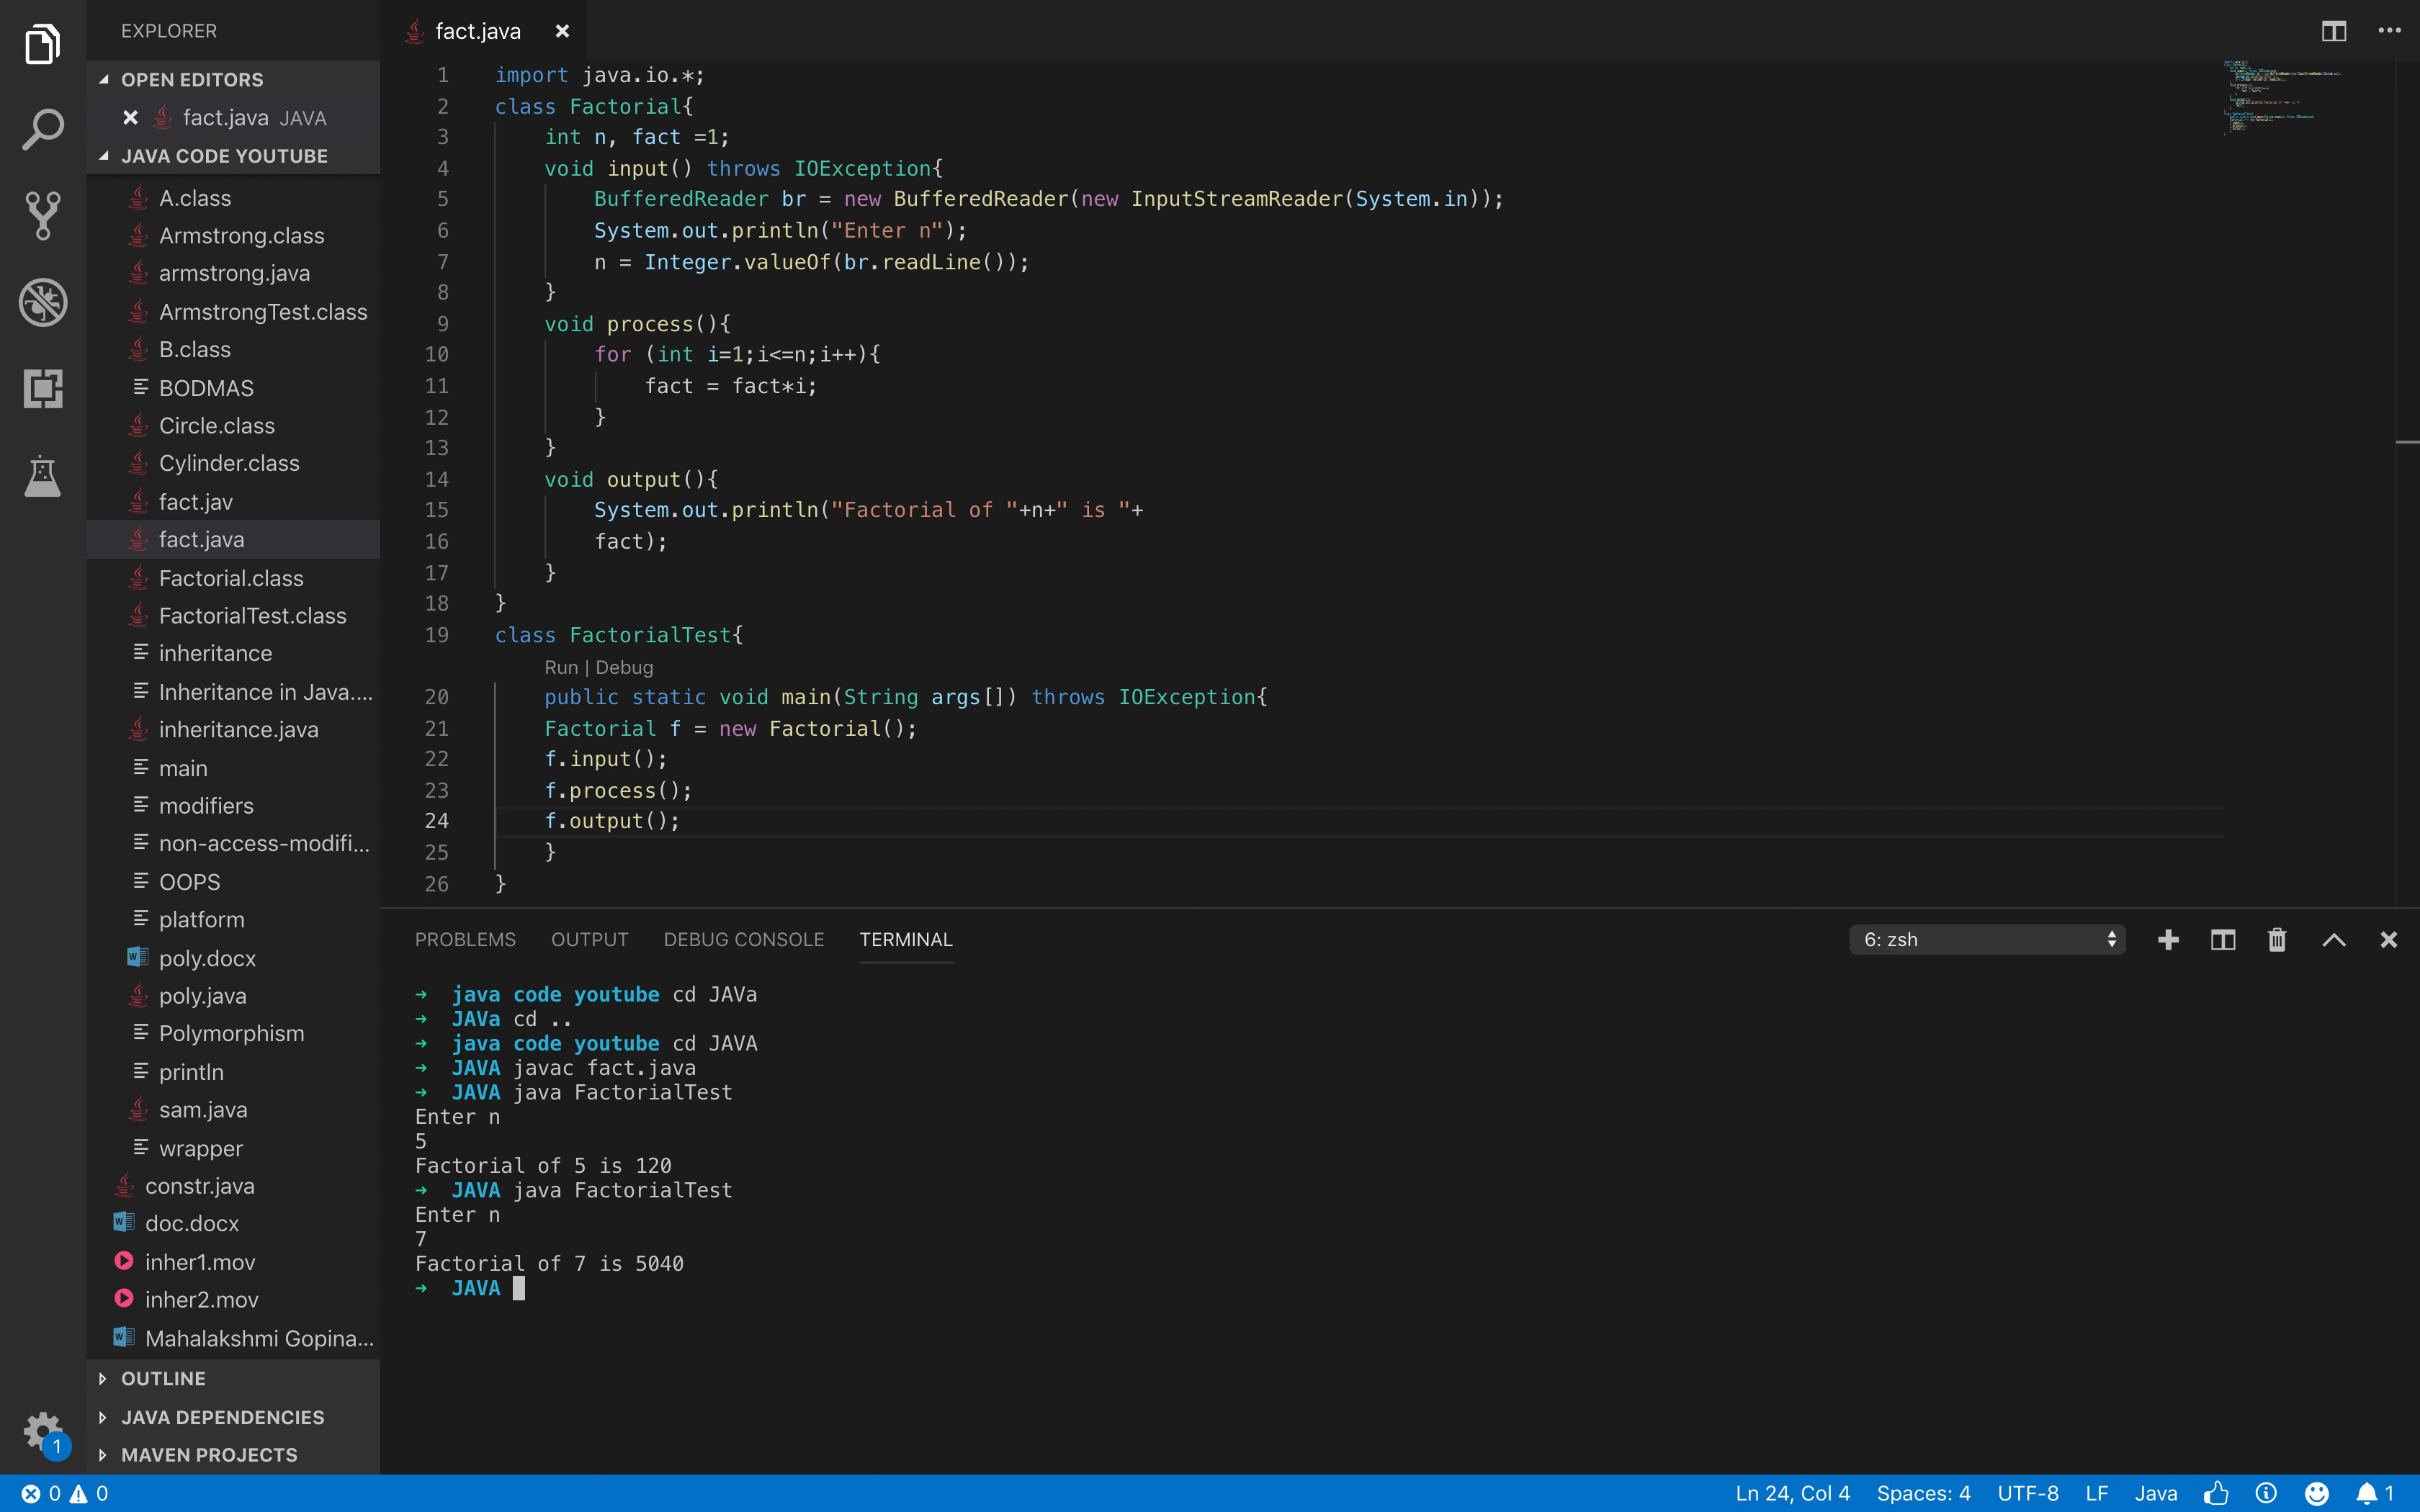 EXPLORER
OPEN EDITORS
fact.java JAVA
JAVA CODE YOUTUBE
A.class
Armstrong.class
armstrong.java
ArmstrongTest.class
B.class
BODMAS
Circle.class
Cylinder.class
fact.jav
fact.java
Factorial.class
FactorialTest.class
inheritance
Inheritance in Java....
inheritance.java
main
modifiers
non-access-modifi...
OOPS
platform
poly.docx
poly.java
Polymorphism
println
sam.java
wrapper
constr.java
doc.docx
inher1.mov
inher2.mov
Mahalakshmi Gopina...
OUTLINE
JAVA DEPENDENCIES
MAVEN PROJECTS
1
fact.java
1 import java.io.*;
2 class Factorial{
3 int n, fact =1;
4 void input() throws IOException{
5 BufferedReader br = new BufferedReader(new InputStreamReader(System.in));
6 System.out.println("Enter n");
7 n = Integer.valueOf(br.readLine());
8 }
9 void process(){
10 for (int i=1;i<=n;i++){
11 fact = fact*i;
12 }
13 }
14 void output(){
15 System.out.println("Factorial of "+n+" is "+
16 fact);
17 }
18 }
19 class FactorialTest{
Run | Debug
20 public static void main(String args[]) throws IOException{
21 Factorial f = new Factorial();
22 f.input();
23 f.process();
24 f.output();
25 }
26 }
PROBLEMS OUTPUT DEBUG CONSOLE TERMINAL 6: zsh
→ java code youtube cd JAVa
→ JAVa cd ..
→ java code youtube cd JAVA
→ JAVA javac fact.java
→ JAVA java FactorialTest
Enter n
5
Factorial of 5 is 120
→ JAVA java FactorialTest
Enter n
7
Factorial of 7 is 5040
→ JAVA
0 0 Ln 24, Col 4 Spaces: 4 UTF-8 LF Java 1